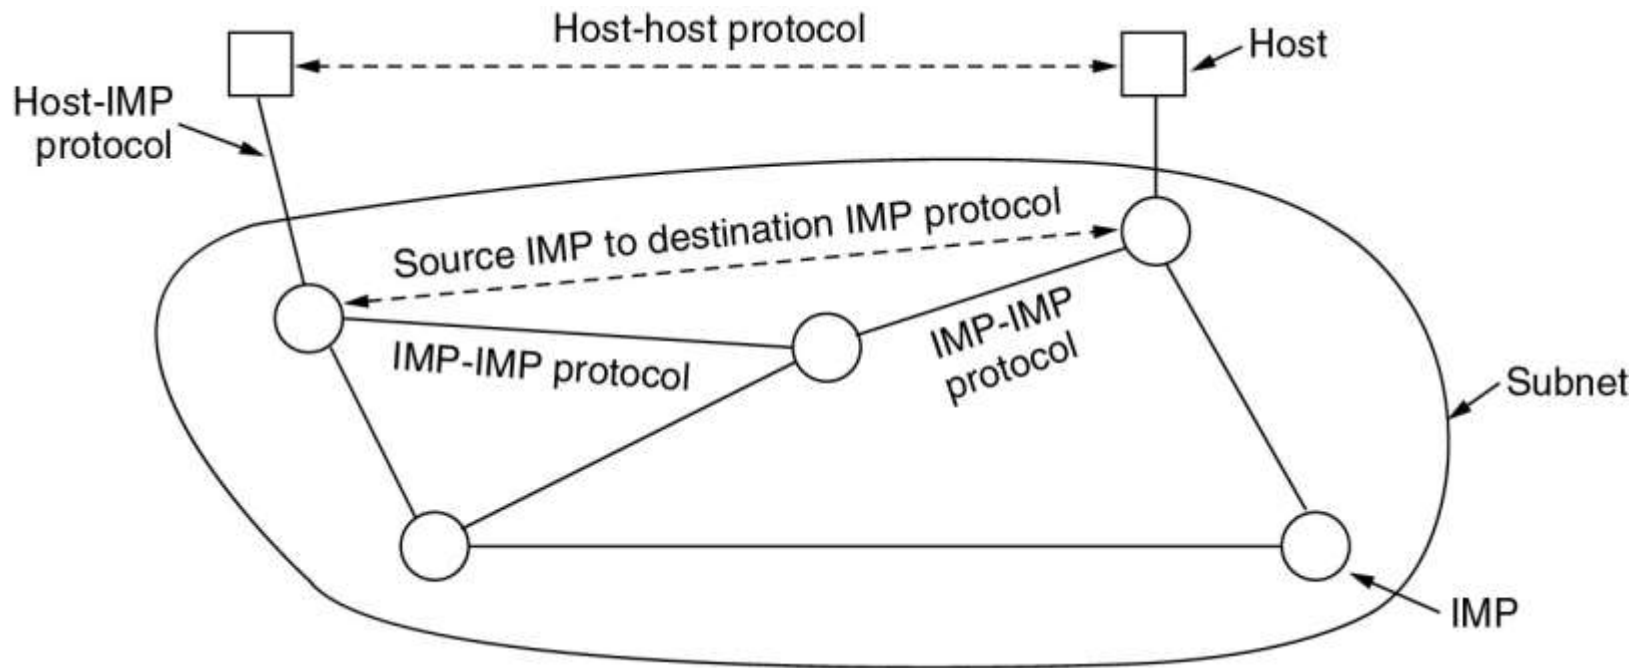 Host-host protocol
Host
Host-IMP
protocol
Source IMP to destination IMP protocol
IMP-IMP protocol
IMP-IMP
protocol
Subnet
IMP